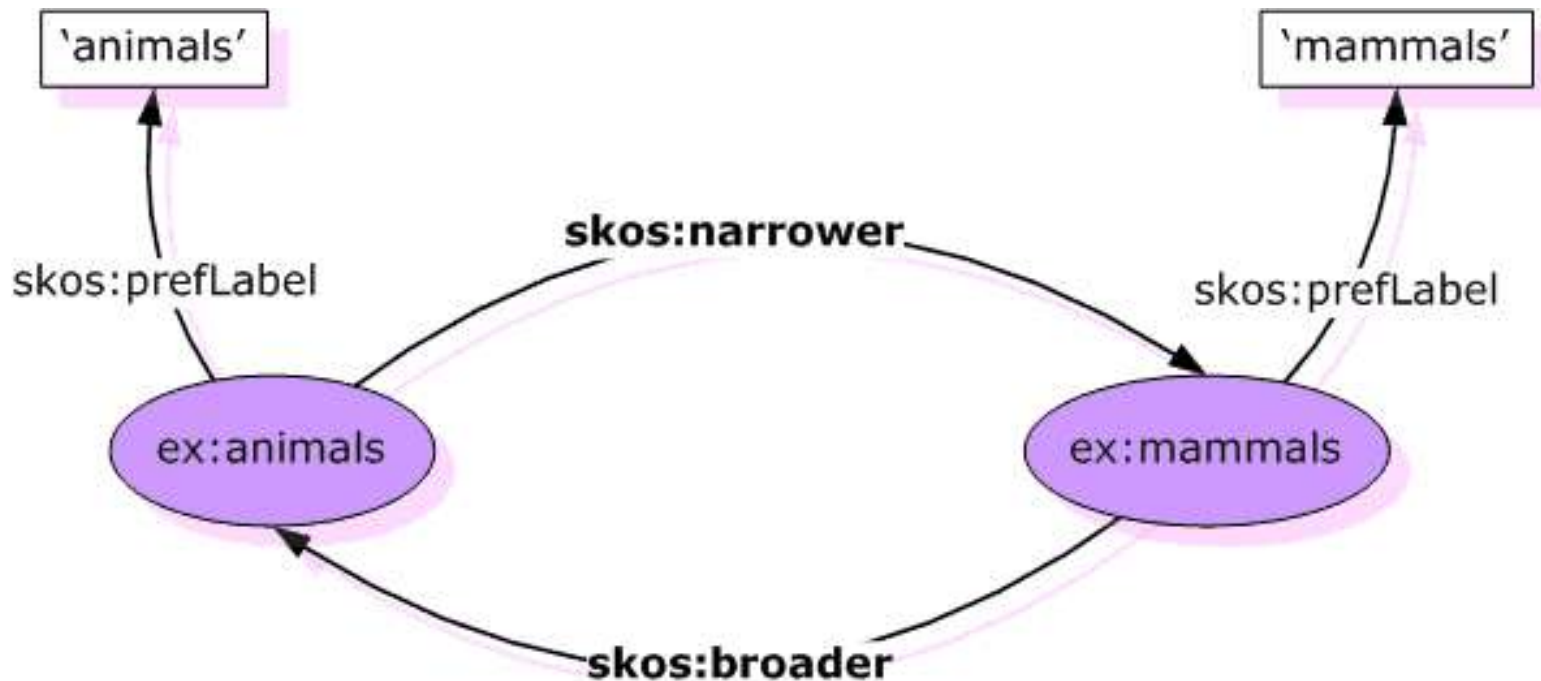 ‘animals’
‘mammals’
skos:narrower
skos:prefLabel
skos:prefLabel
ex:animals
ex:mammals
skos:broader